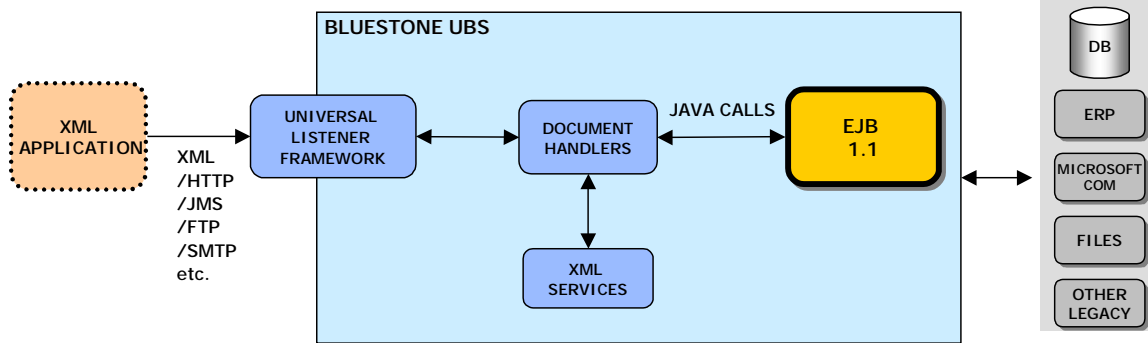 BLUESTONE UBS
XML
APPLICATION
XML
/HTTP
/JMS
/FTP
/SMTP
etc.
UNIVERSAL
LISTENER
FRAMEWORK
DOCUMENT
HANDLERS
JAVA CALLS
EJB
1.1
XML
SERVICES
DB
ERP
MICROSOFT
COM
FILES
OTHER
LEGACY